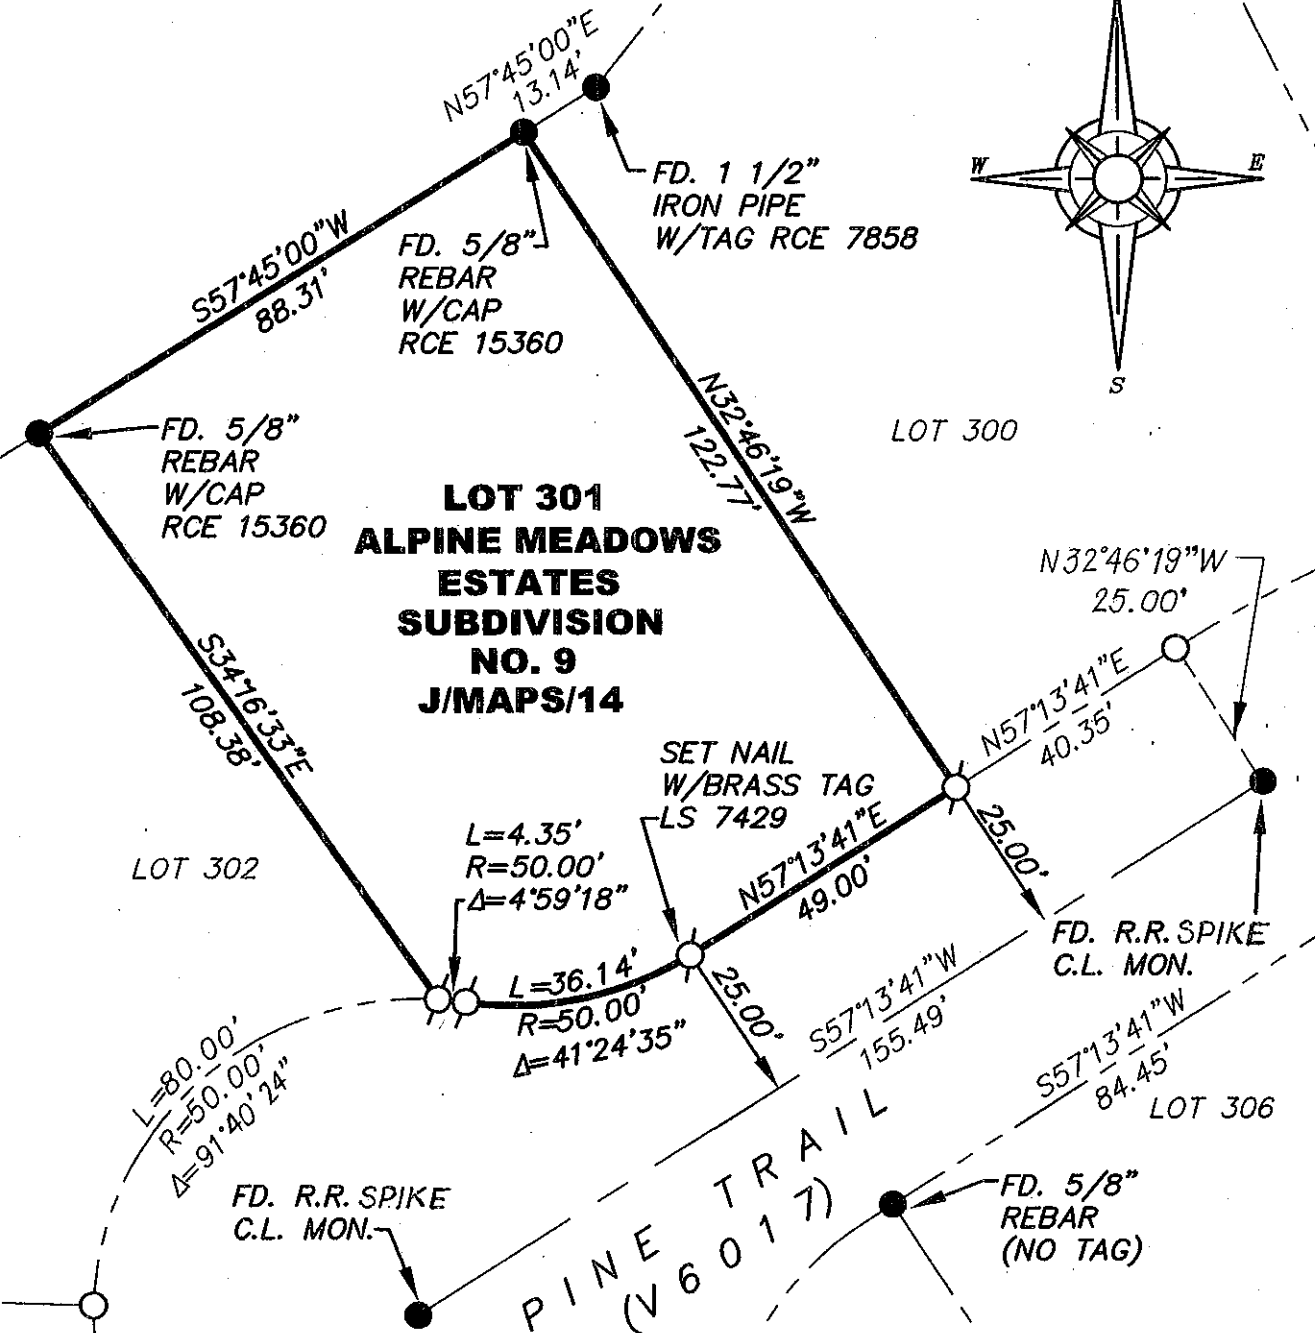 N57°45'00"E
13.14'
FD. 1 1/2"
IRON PIPE
W/TAG RCE 7858
W
E
S
S57°45'00"W
88.31'
FD. 5/8"
REBAR
W/CAP
RCE 15360
FD. 5/8"
REBAR
W/CAP
RCE 15360
N32°46'19"W
122.77'
LOT 300
LOT 301
ALPINE MEADOWS
ESTATES
SUBDIVISION
NO. 9
J/MAPS/14
N32°46'19"W
25.00'
S34°16'33"E
108.38'
N57°13'41"E
40.35'
SET NAIL
W/BRASS TAG
LS 7429
LOT 302
L=4.35'
R=50.00'
Δ=4°59'18"
N57°13'41"E
49.00'
25.00'
FD. R.R. SPIKE
C.L. MON.
L=36.14'
R=50.00'
Δ=41°24'35"
25.00'
S57°13'41"W
155.49'
S57°13'41"W
84.45'
LOT 306
L=80.00'
R=50.00'
Δ=91°40'24"
FD. R.R. SPIKE
C.L. MON.
PINE TRAIL
(V6017)
FD. 5/8"
REBAR
(NO TAG)